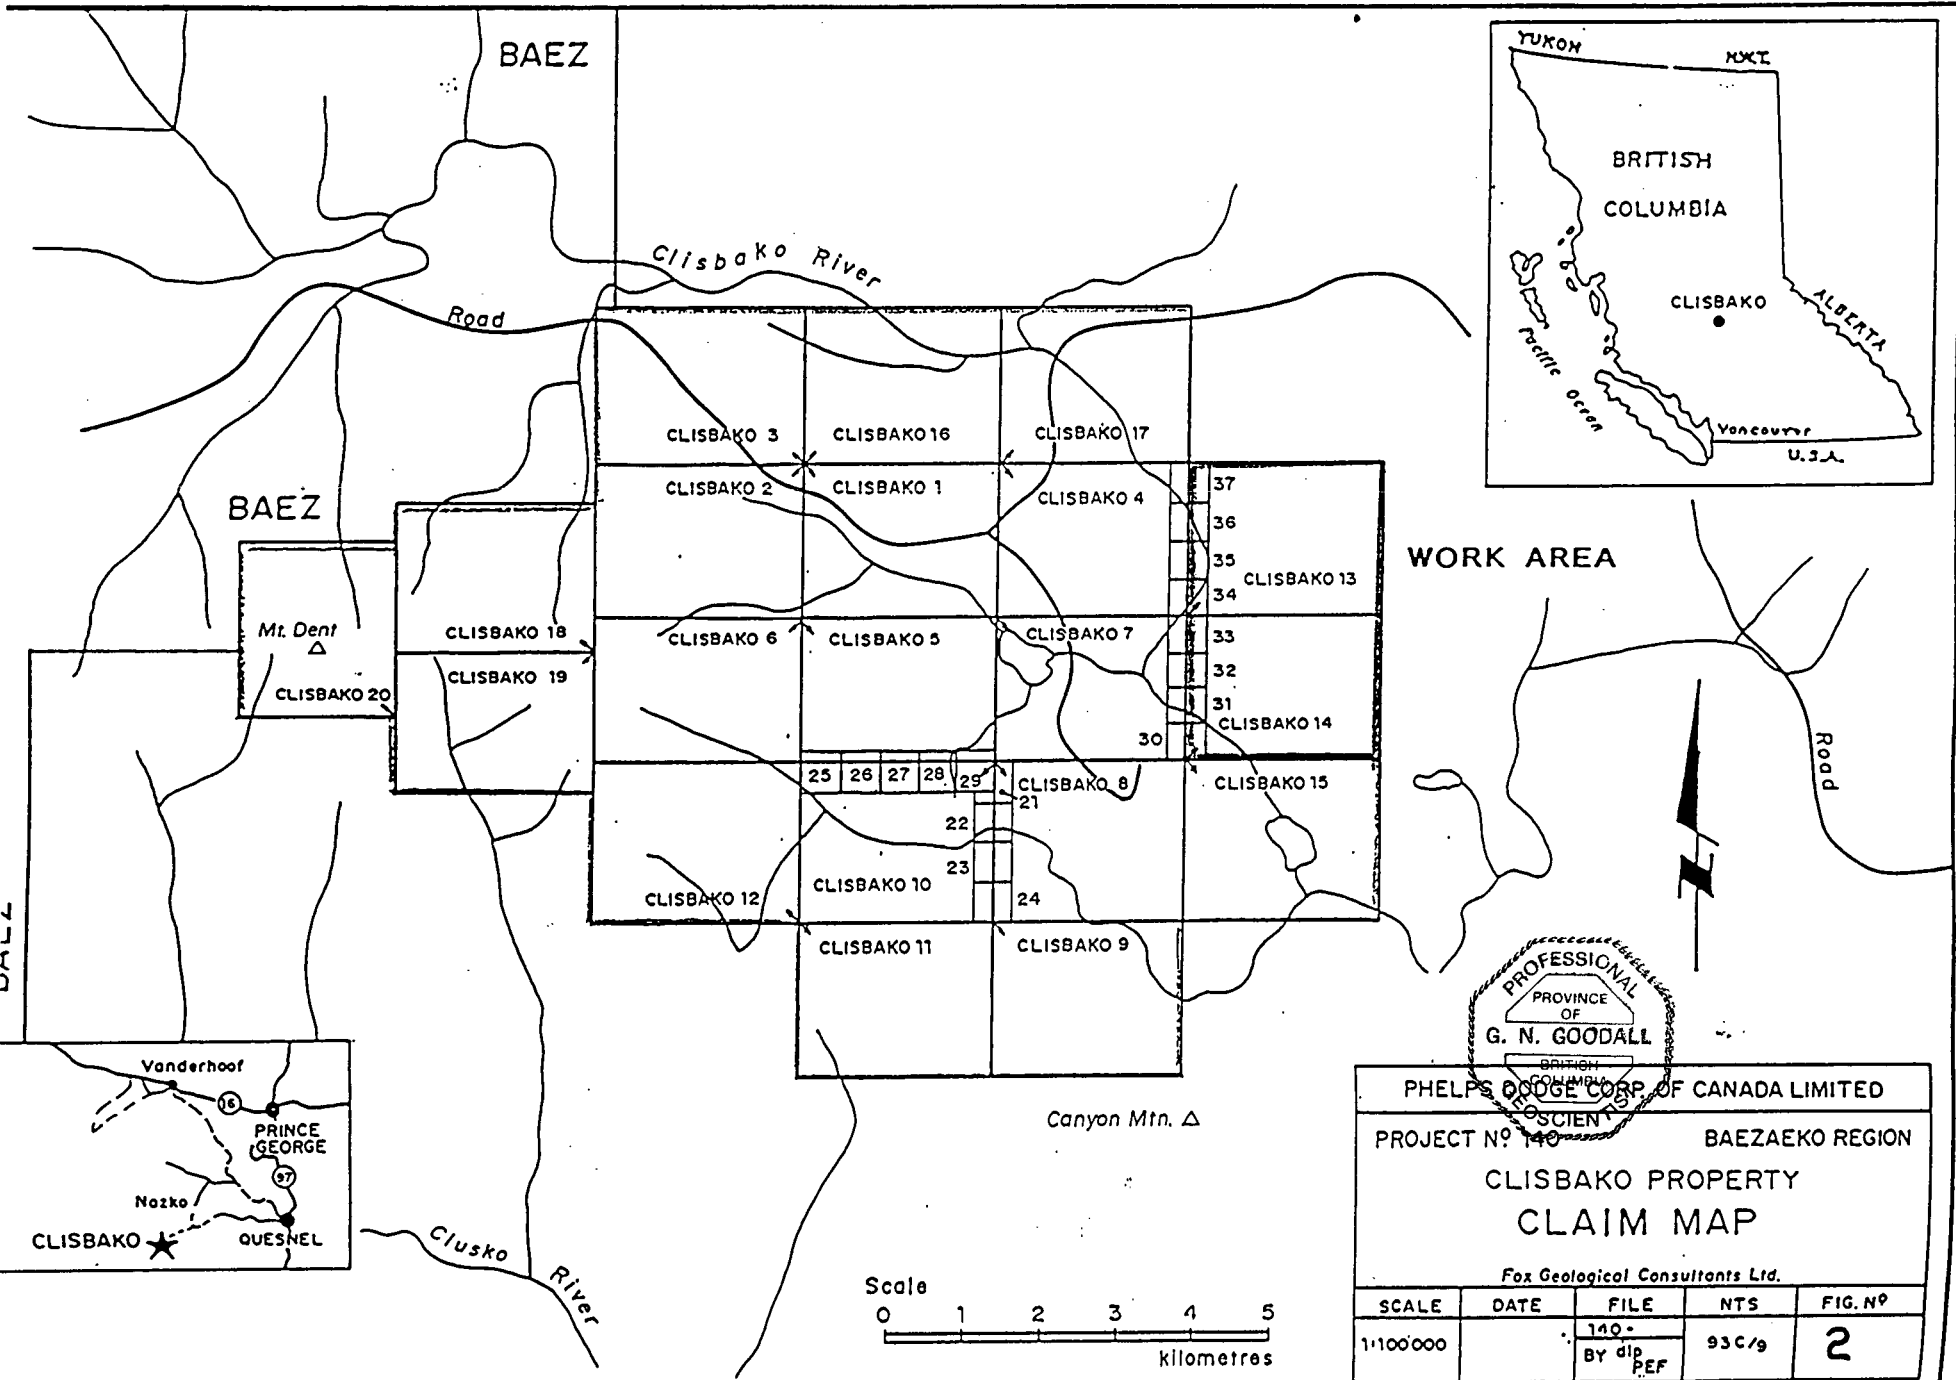 BAEZ
YUKON
N.W.T.
BRITISH
COLUMBIA
CLISBAKO
ALBERTA
Pacific Ocean
Vancouver
U.S.A.
Clisbako River
Road
CLISBAKO 3
CLISBAKO 16
CLISBAKO 17
CLISBAKO 2
CLISBAKO 1
CLISBAKO 4
37
36
35
34
CLISBAKO 13
WORK AREA
BAEZ
Mt. Dent
CLISBAKO 18
CLISBAKO 6
CLISBAKO 5
CLISBAKO 7
33
32
31
CLISBAKO 19
CLISBAKO 20
CLISBAKO 14
30
Road
25
26
27
28
29
CLISBAKO 8
CLISBAKO 15
21
22
23
24
CLISBAKO 10
CLISBAKO 12
CLISBAKO 11
CLISBAKO 9
BAEZ
PROFESSIONAL
PROVINCE
OF
G. N. GOODALL
BRITISH
COLUMBIA
GEOSCIENTIST
Vanderhoof
16
PRINCE
GEORGE
97
Nazko
CLISBAKO
QUESNEL
Clusko River
Canyon Mtn.
Scale
0 1 2 3 4 5
kilometres
PHELPS DODGE CORP. OF CANADA LIMITED
PROJECT Nº 140
BAEZAEKO REGION
CLISBAKO PROPERTY
CLAIM MAP
Fox Geological Consultants Ltd.
SCALE DATE FILE NTS FIG. Nº
1:100'000
140-
BY dlp
PEF
93C/9
2